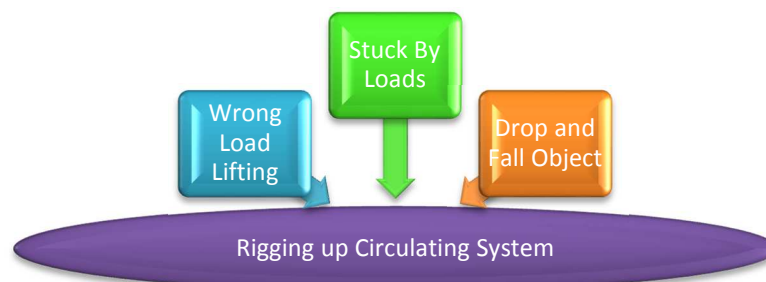 Wrong
Load
Lifting
Stuck By
Loads
Drop and
Fall Object
Rigging up Circulating System